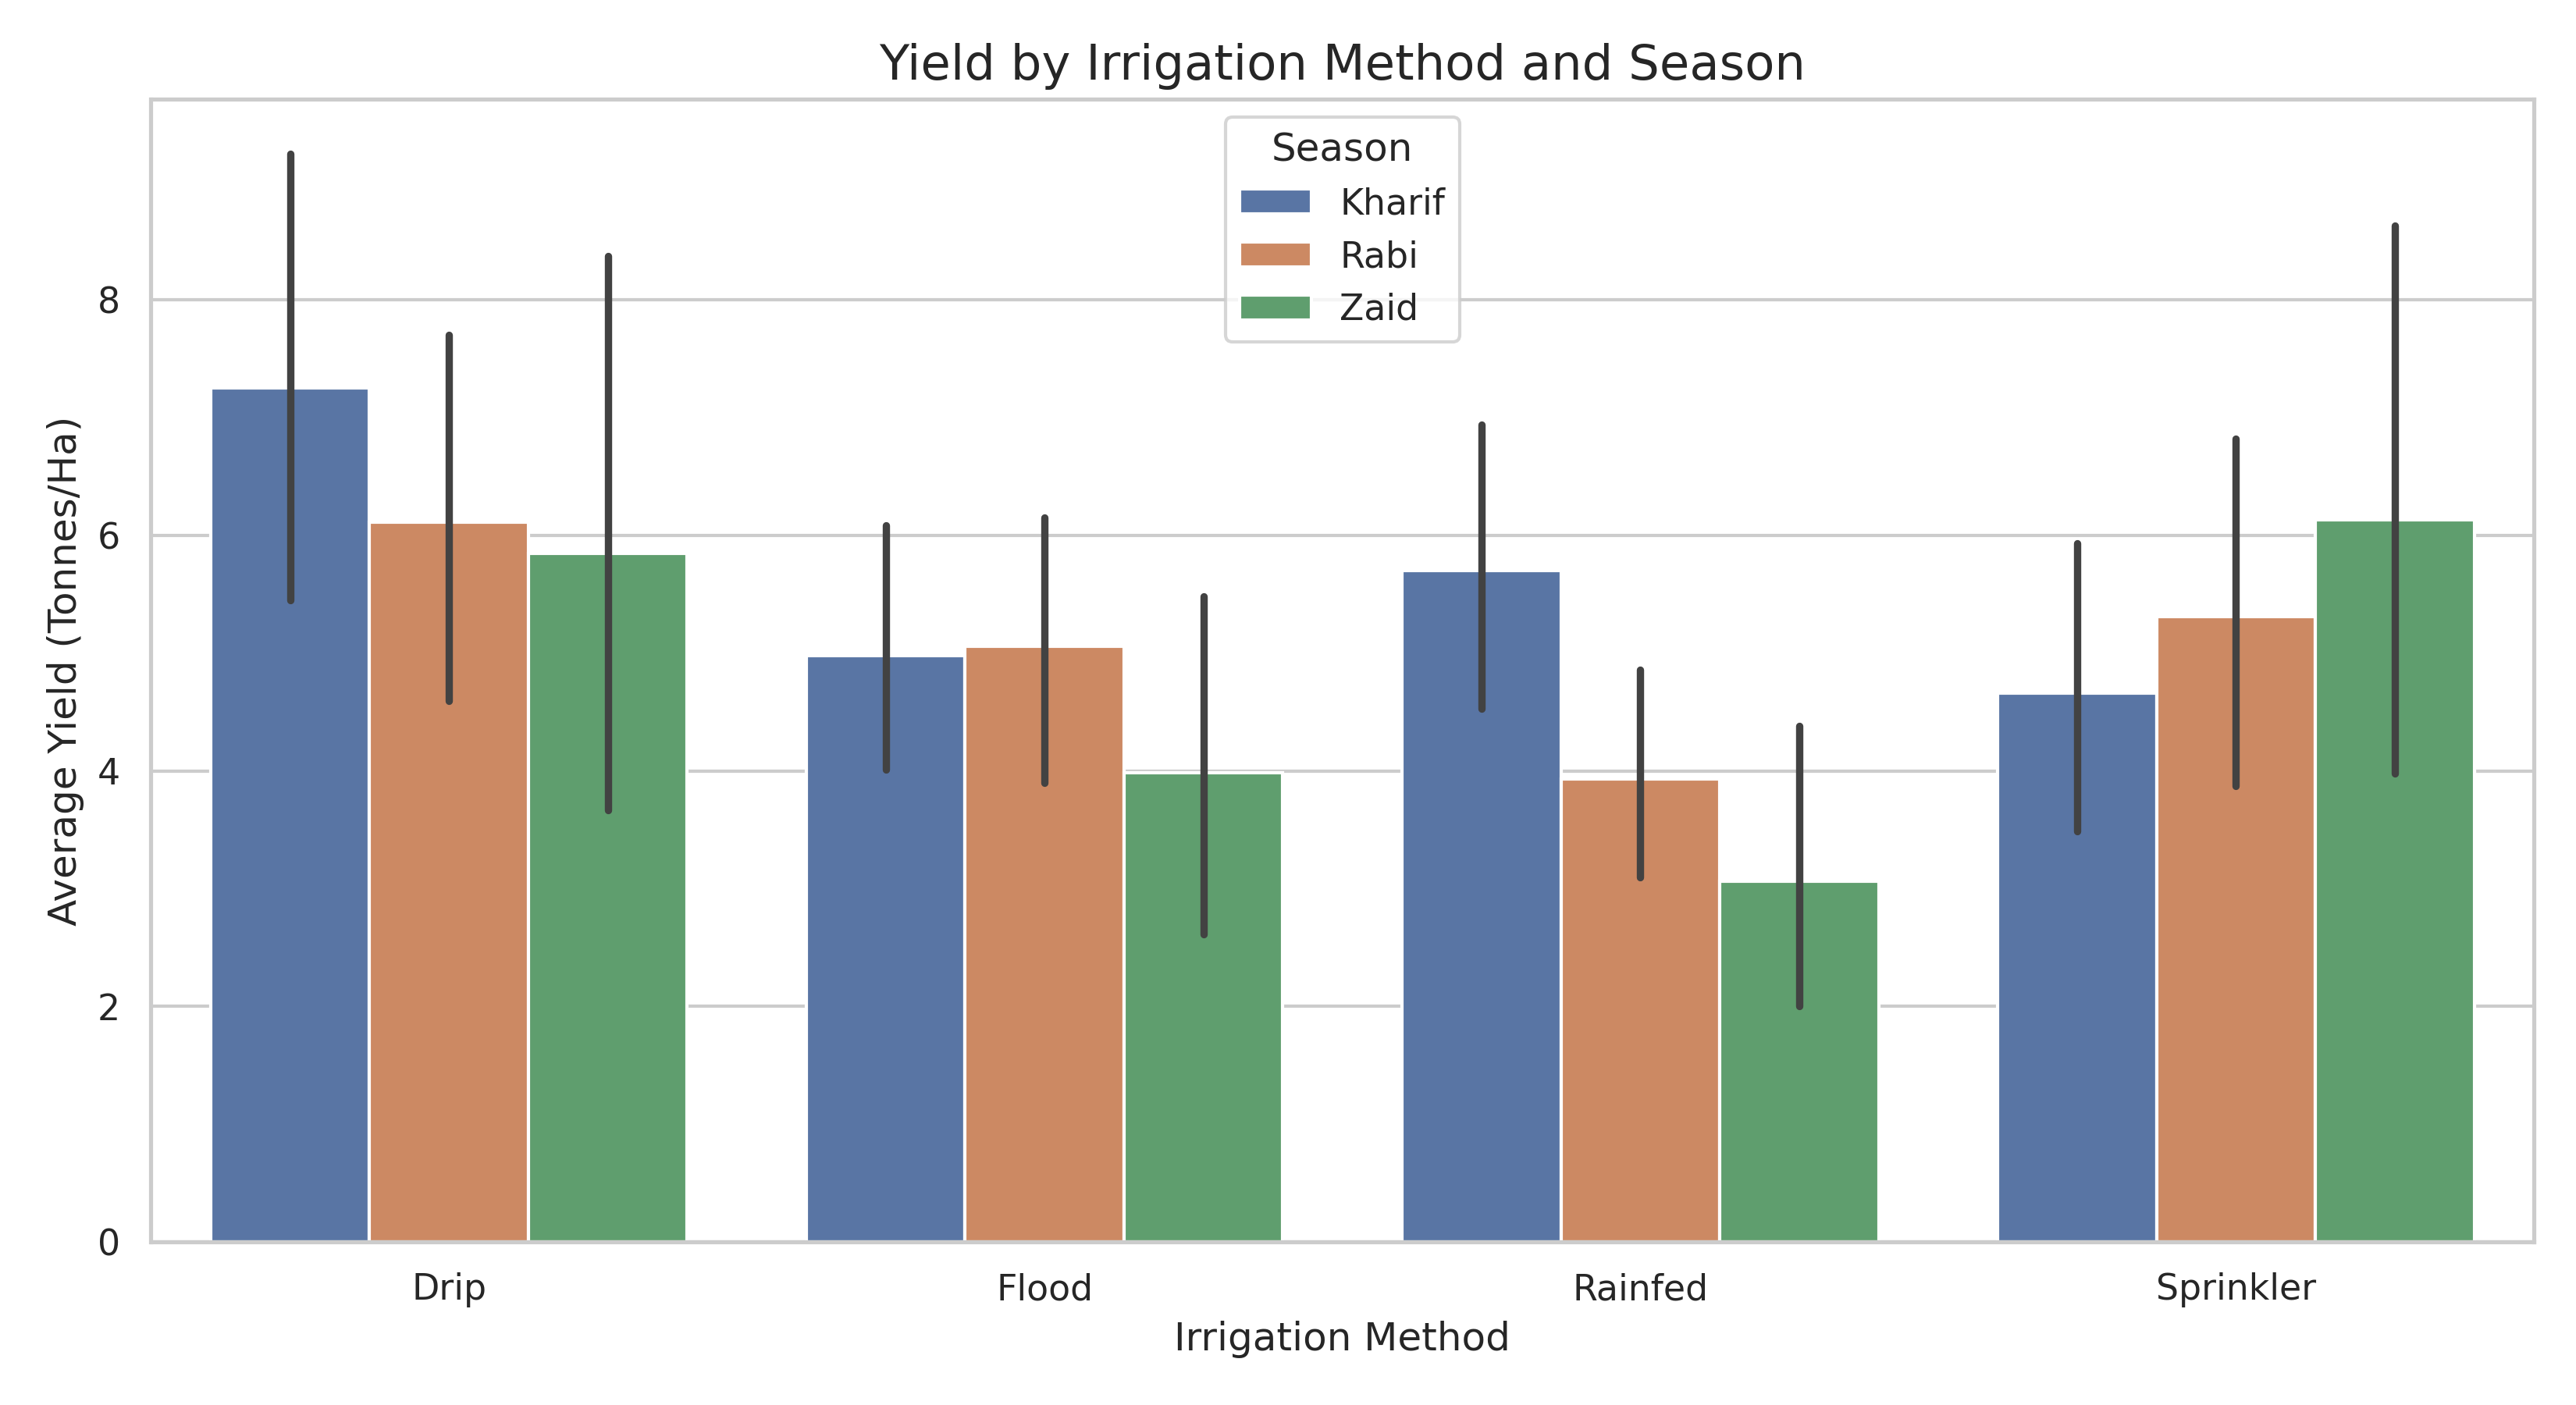 Yield by Irrigation Method and Season
Season
Kharif
Rabi
Zaid
Average Yield (Tonnes/Ha)
8
6
4
2
0
Drip
Flood
Rainfed
Sprinkler
Irrigation Method